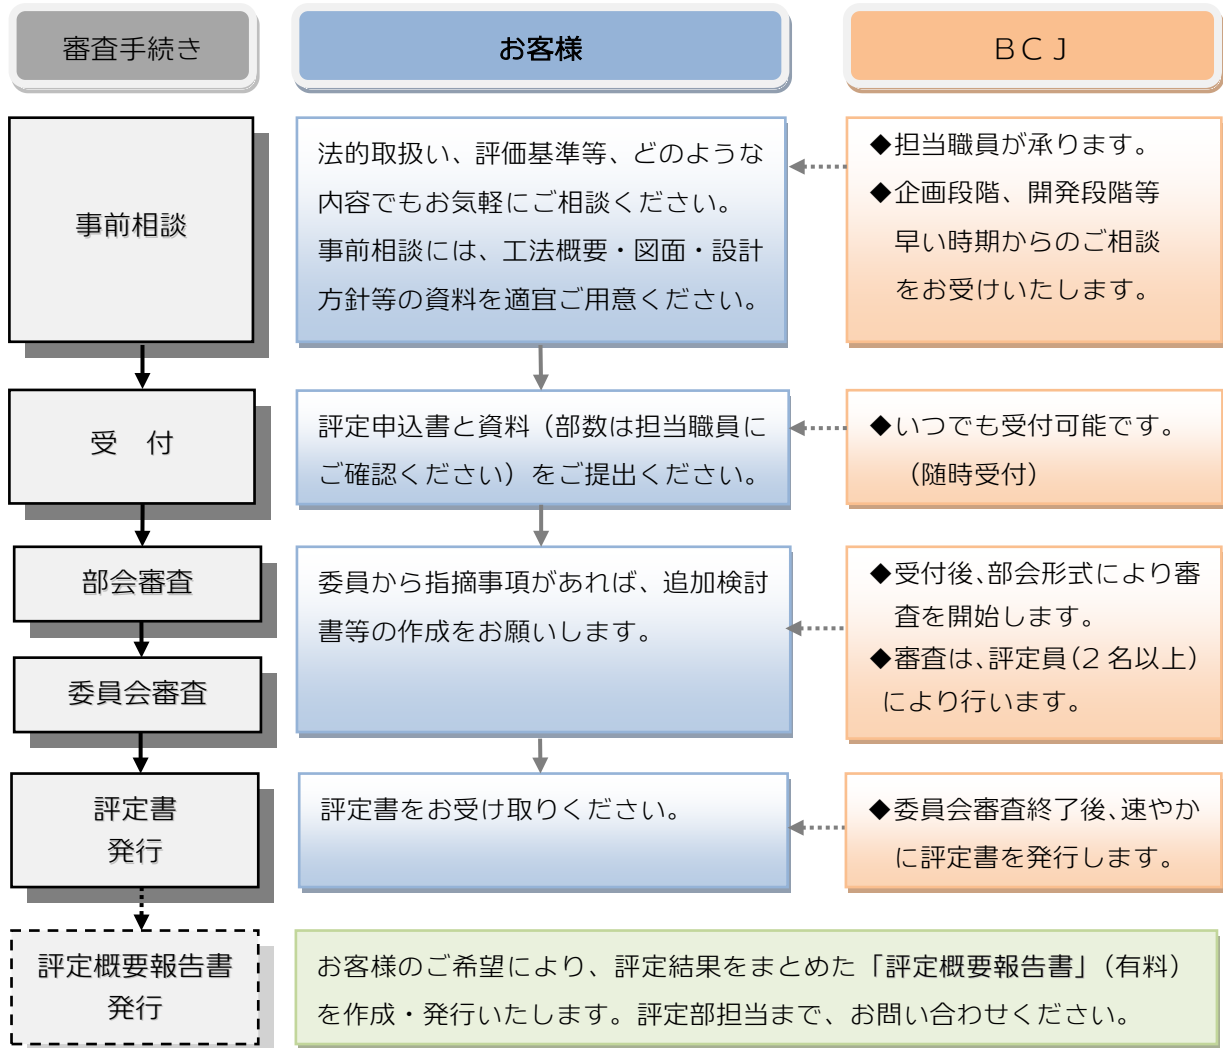 審査手続き
お客様
ＢＣＪ
事前相談
法的取扱い、評価基準等、どのような
内容でもお気軽にご相談ください。
事前相談には、工法概要・図面・設計
方針等の資料を適宜ご用意ください。
◆担当職員が承ります。
◆企画段階、開発段階等
早い時期からのご相談
をお受けいたします。
受　付
評定申込書と資料（部数は担当職員に
ご確認ください）をご提出ください。
◆いつでも受付可能です。
（随時受付）
部会審査
委員会審査
委員から指摘事項があれば、追加検討
書等の作成をお願いします。
◆受付後、部会形式により審
査を開始します。
◆審査は、評定員（2 名以上）
により行います。
評定書
発行
評定書をお受け取りください。
◆委員会審査終了後、速やか
に評定書を発行します。
評定概要報告書
発行
お客様のご希望により、評定結果をまとめた「評定概要報告書」（有料）
を作成・発行いたします。評定部担当まで、お問い合わせください。